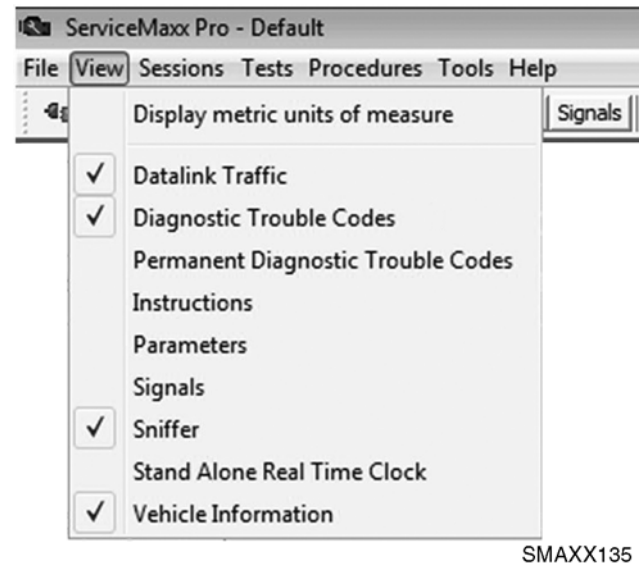 ServiceMaxx Pro - Default
File View Sessions Tests Procedures Tools Help
Signals
Display metric units of measure
Datalink Traffic
Diagnostic Trouble Codes
Permanent Diagnostic Trouble Codes
Instructions
Parameters
Signals
Sniffer
Stand Alone Real Time Clock
Vehicle Information
SMAXX135